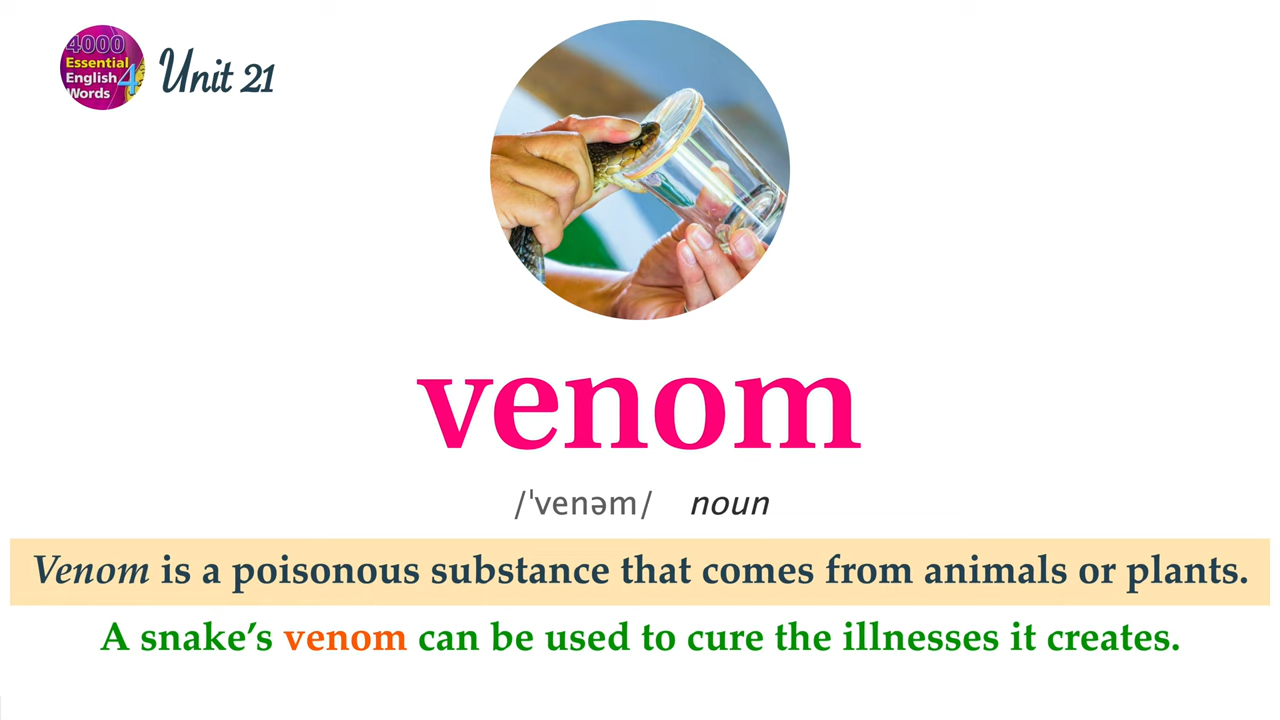 4000
Essential
English
Words
4
Unit 21
venom
/ˈvenəm/ noun
Venom is a poisonous substance that comes from animals or plants.
A snake's venom can be used to cure the illnesses it creates.